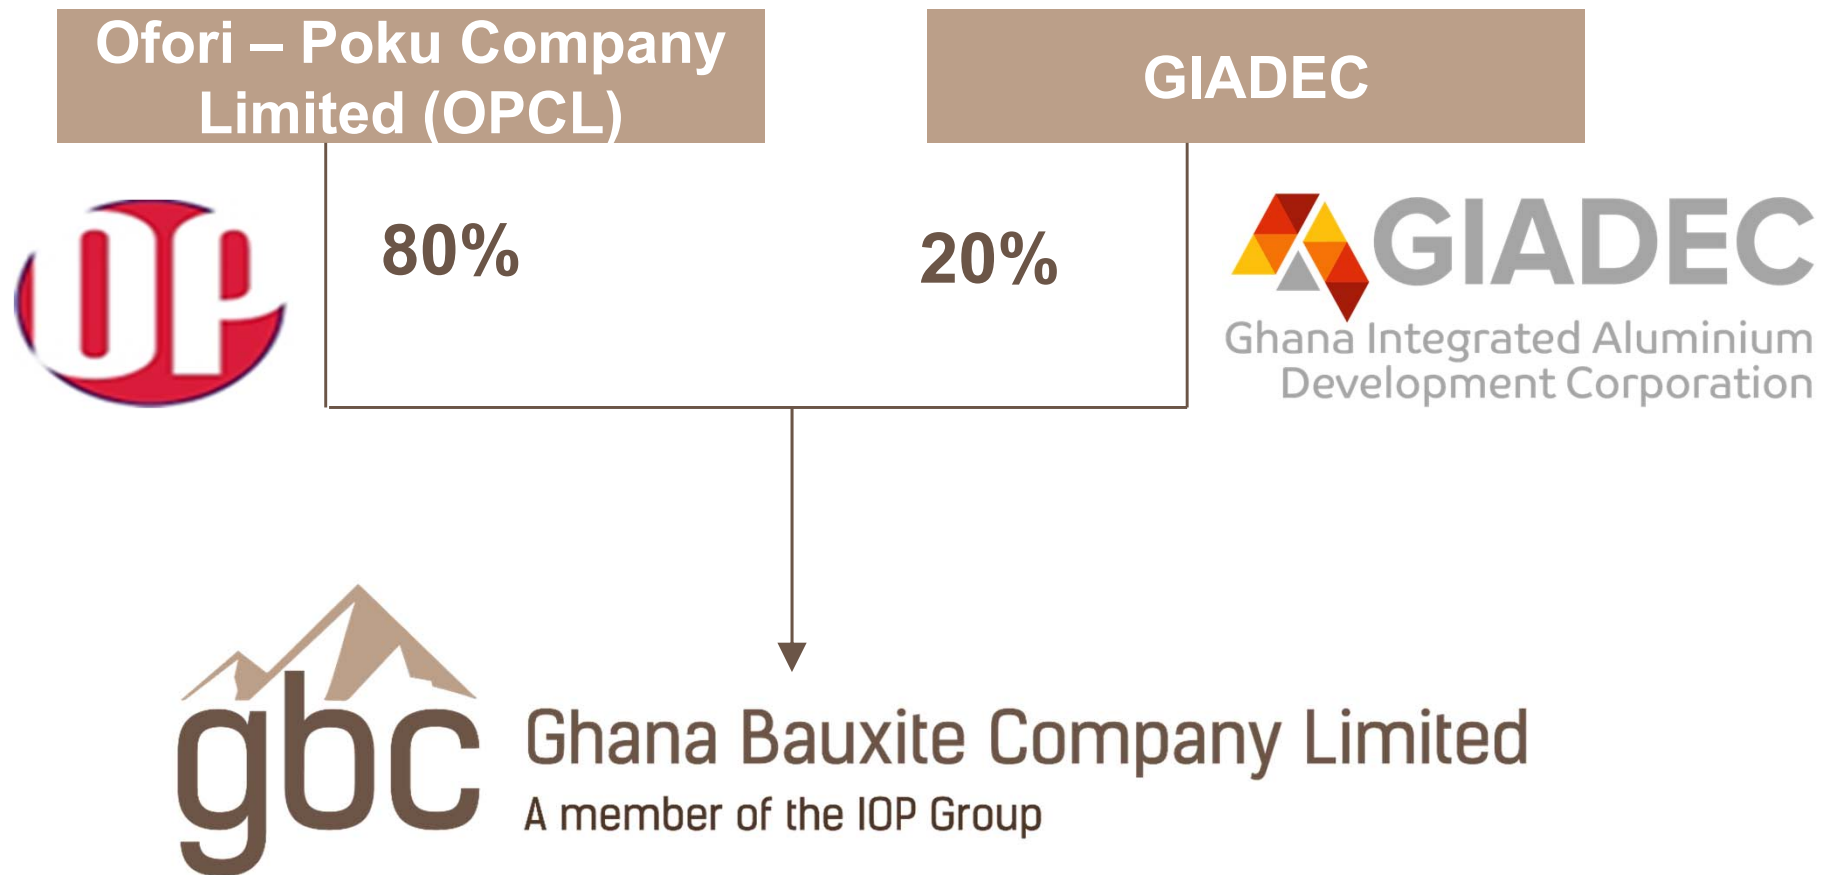 Ofori – Poku Company
Limited (OPCL)
GIADEC
OP
80%
20%
GIADEC
Ghana Integrated Aluminium
Development Corporation
gbc
Ghana Bauxite Company Limited
A member of the IOP Group